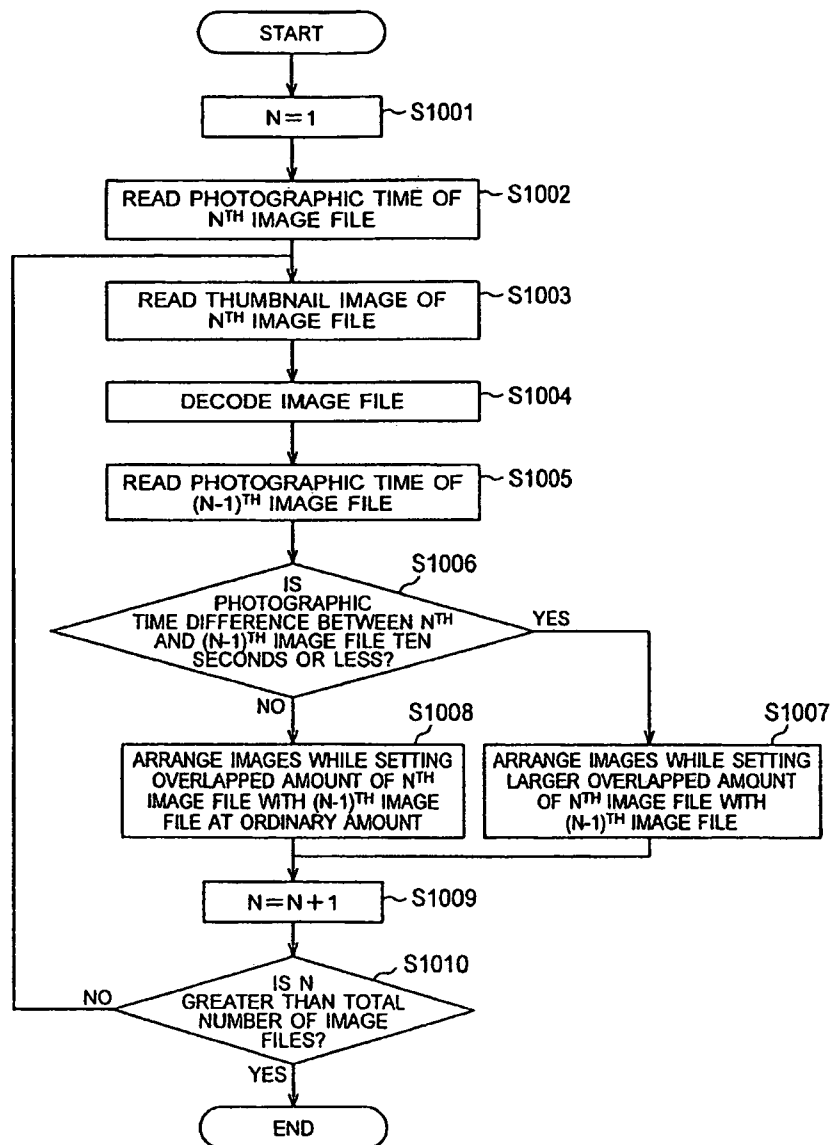 START
N=1
S1001
READ PHOTOGRAPHIC TIME OF
NTH IMAGE FILE
S1002
READ THUMBNAIL IMAGE OF
NTH IMAGE FILE
S1003
DECODE IMAGE FILE
S1004
READ PHOTOGRAPHIC TIME OF
(N-1)TH IMAGE FILE
S1005
S1006
IS
PHOTOGRAPHIC
TIME DIFFERENCE BETWEEN NTH
AND (N-1)TH IMAGE FILE TEN
SECONDS OR LESS?
YES
NO
S1008
ARRANGE IMAGES WHILE SETTING
OVERLAPPED AMOUNT OF NTH
IMAGE FILE WITH (N-1)TH IMAGE
FILE AT ORDINARY AMOUNT
S1007
ARRANGE IMAGES WHILE SETTING
LARGER OVERLAPPED AMOUNT
OF NTH IMAGE FILE WITH
(N-1)TH IMAGE FILE
N=N+1
S1009
S1010
IS N
GREATER THAN TOTAL
NUMBER OF IMAGE
FILES?
NO
YES
END